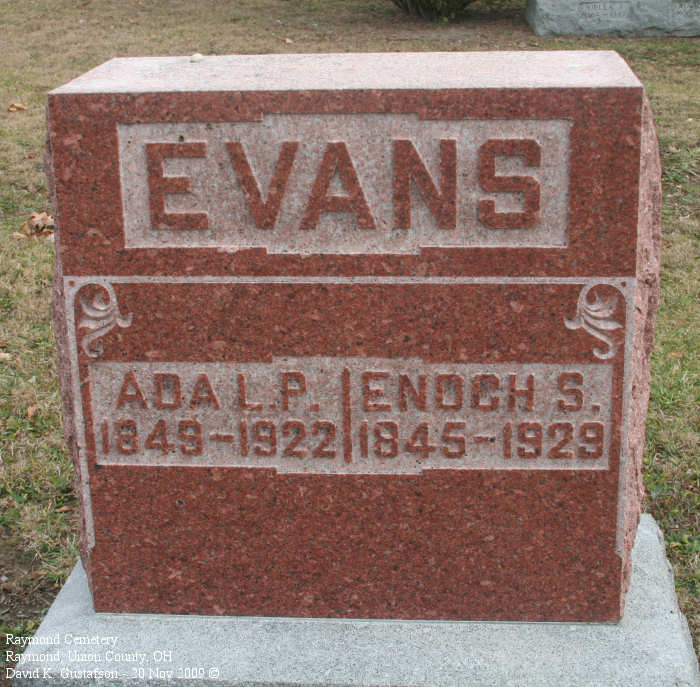 EVANS
ADA L. P. ENOCH S.
1849-1922 1845-1929
Raymond Cemetery
Raymond, Union County, OH
David K. Gustafson - 30 Nov 2009 ©